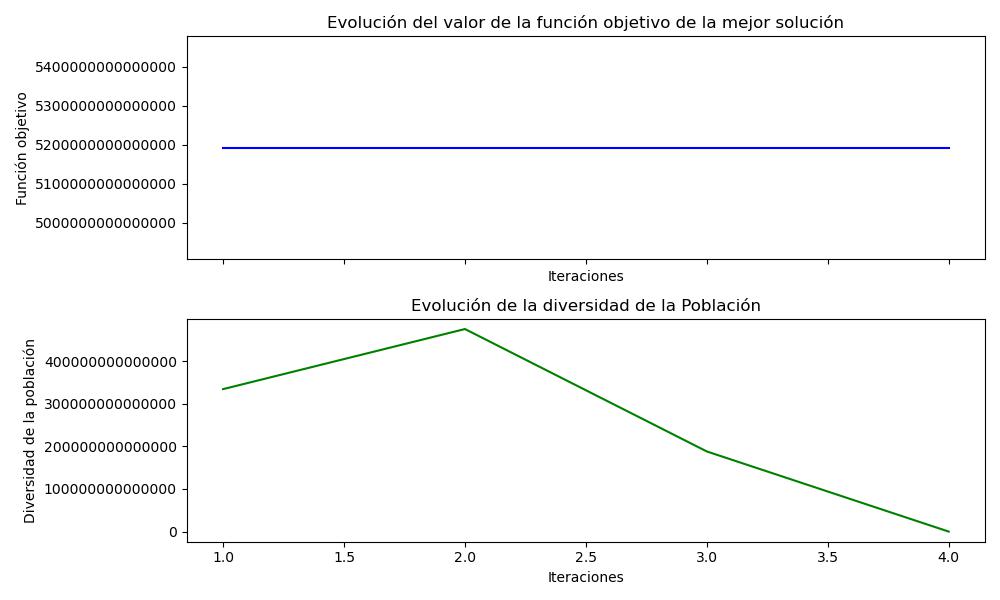 Evolución del valor de la función objetivo de la mejor solución
Función objetivo
5400000000000000
5300000000000000
5200000000000000
5100000000000000
5000000000000000
Iteraciones
Evolución de la diversidad de la Población
Diversidad de la población
400000000000000
300000000000000
200000000000000
100000000000000
0
1.0 1.5 2.0 2.5 3.0 3.5 4.0
Iteraciones